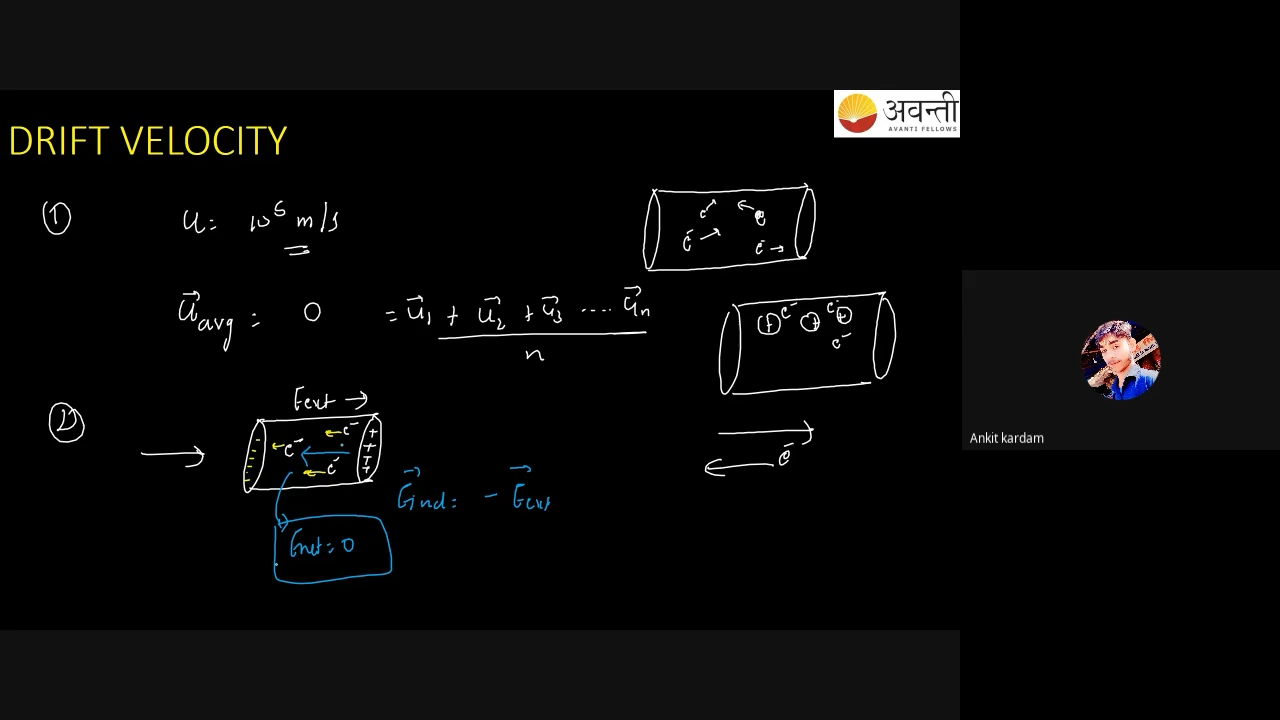 अवन्ती
AVANTI FELLOWS
DRIFT VELOCITY
① u = 10⁵ m/s
e⁻ e⁻ e⁻ e⁻
u⃗avg = 0 = u⃗₁ + u⃗₂ + u⃗₃ .... u⃗n
n
+ e⁻ + e⁻ + e⁻
② Eext →
e⁻ e⁻ e⁻
e⁻
E⃗ind = - E⃗ext
Enet = 0
Ankit kardam